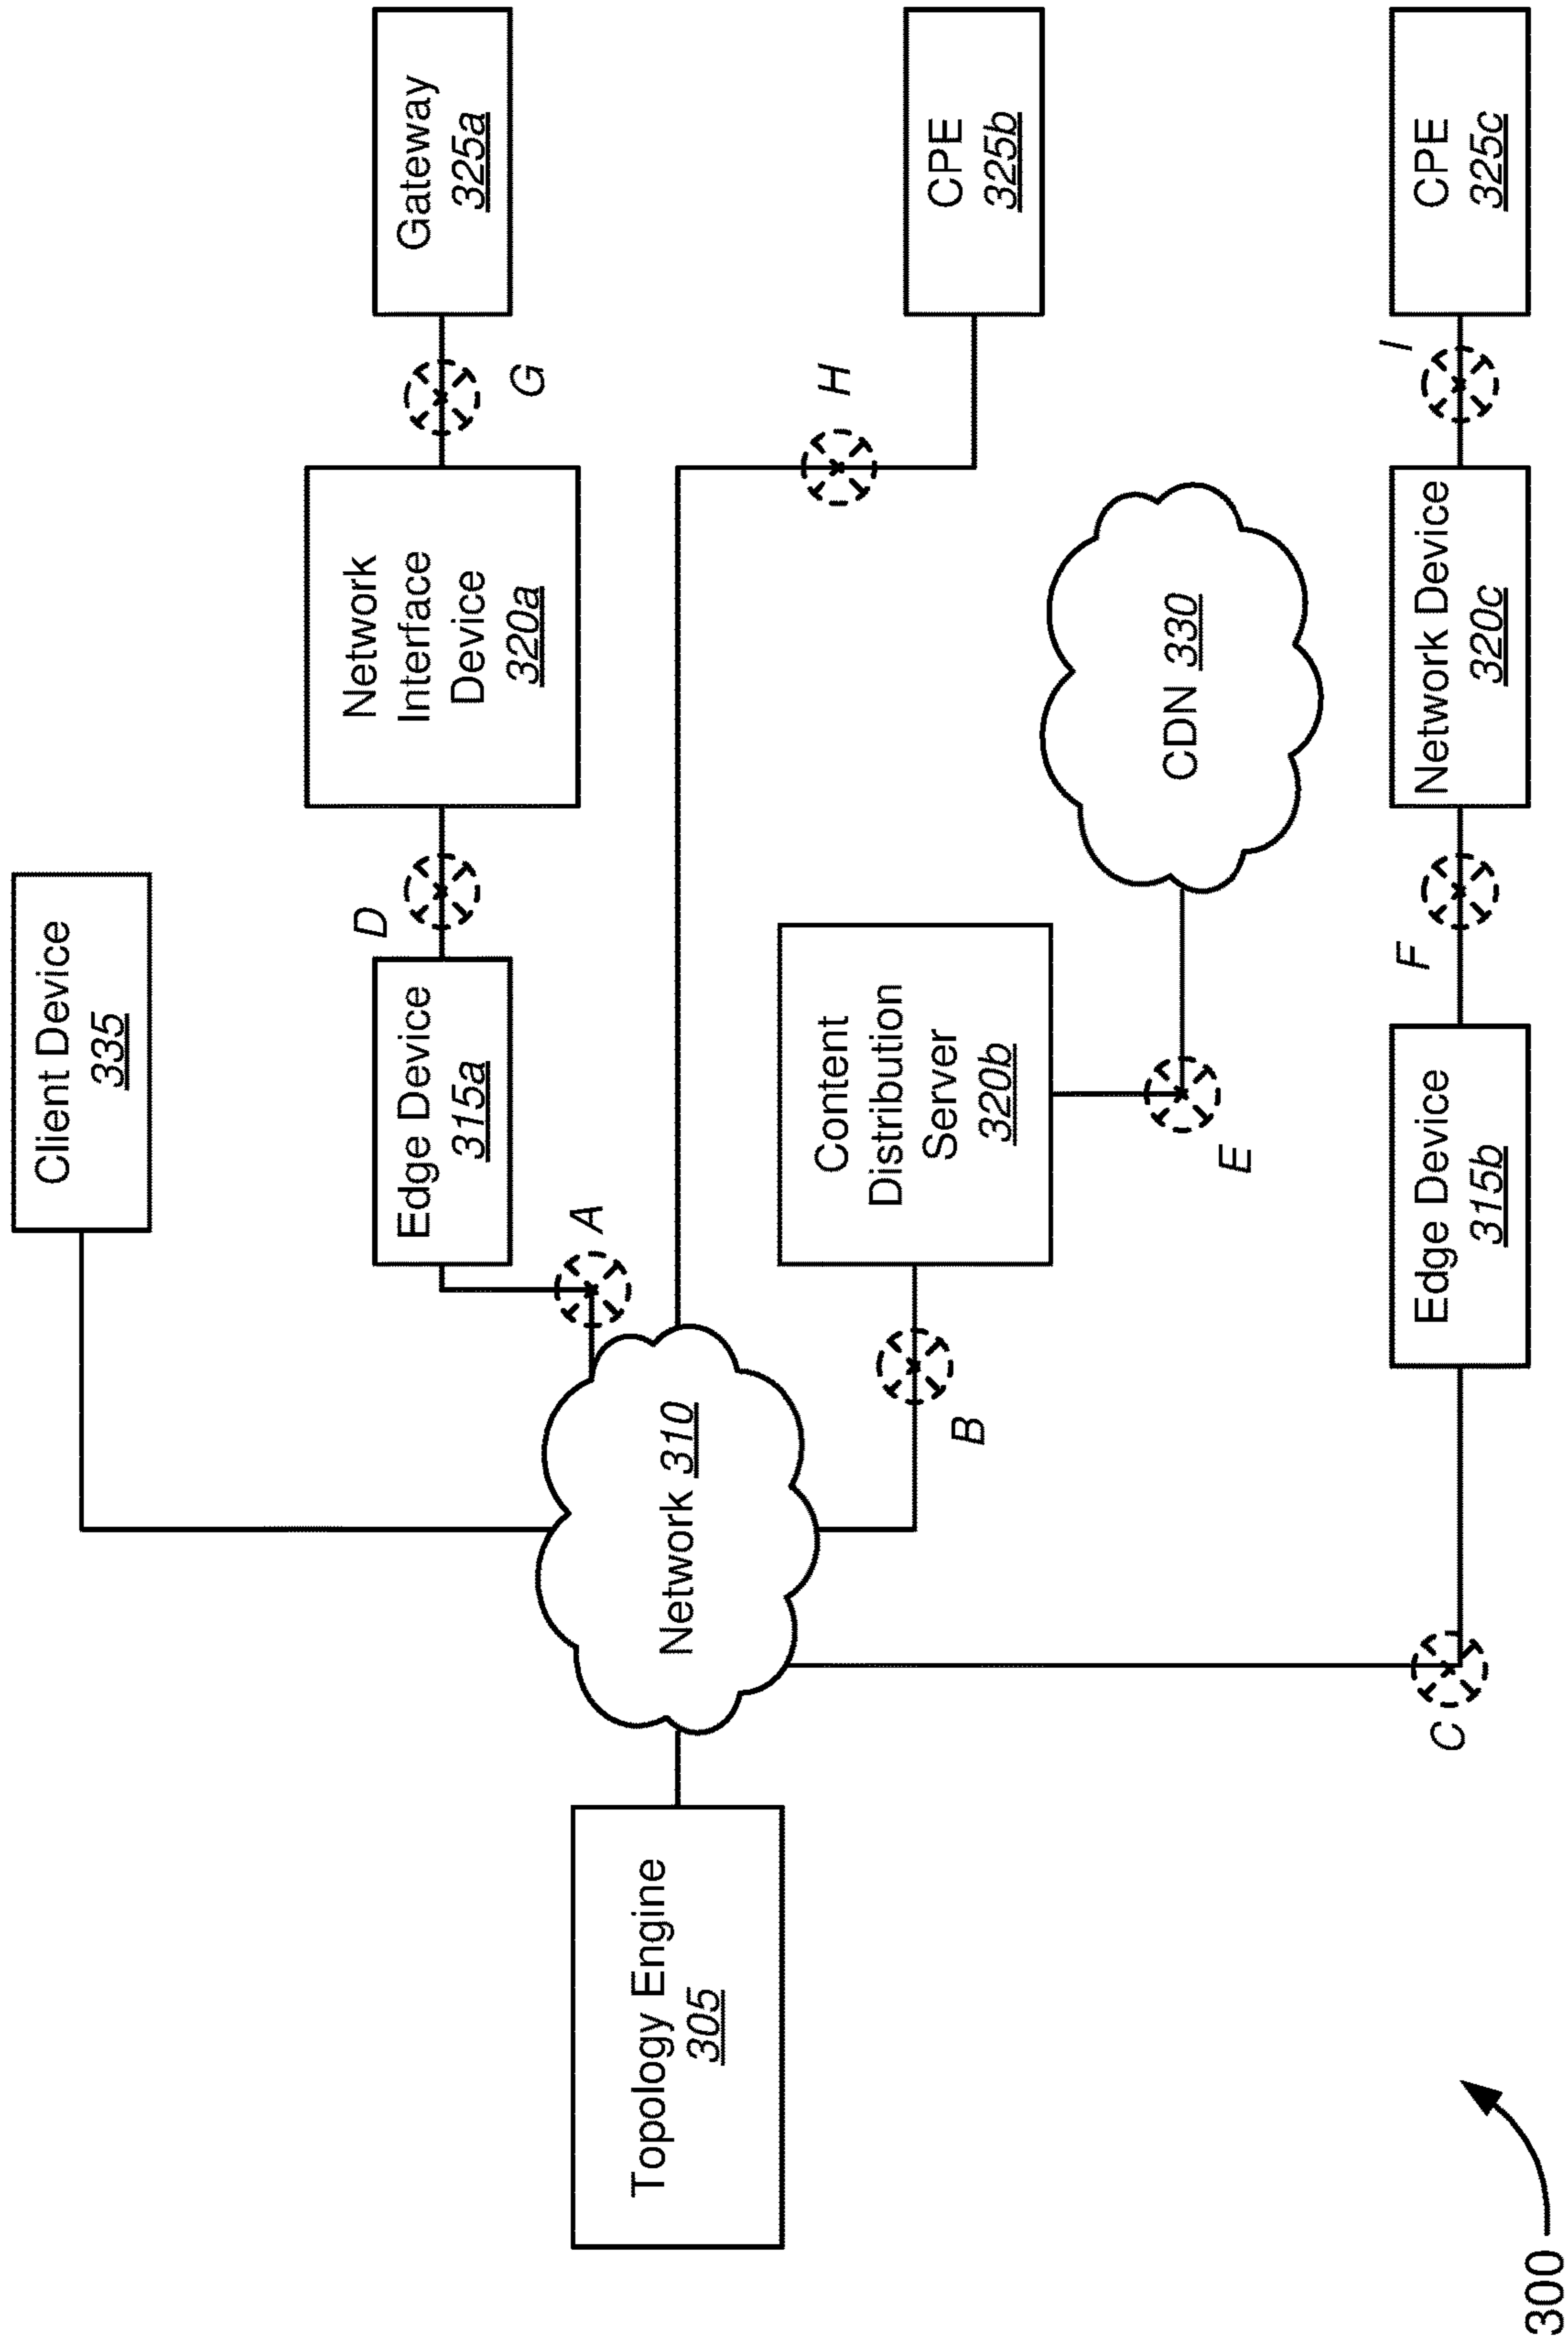 Client Device
335
Edge Device
315a
D
Network
Interface
Device
320a
G
Gateway
325a
A
H
CPE
325b
Topology Engine
305
Network 310
B
Content
Distribution
Server
320b
E
CDN 330
C
Edge Device
315b
F
Network Device
320c
I
CPE
325c
300